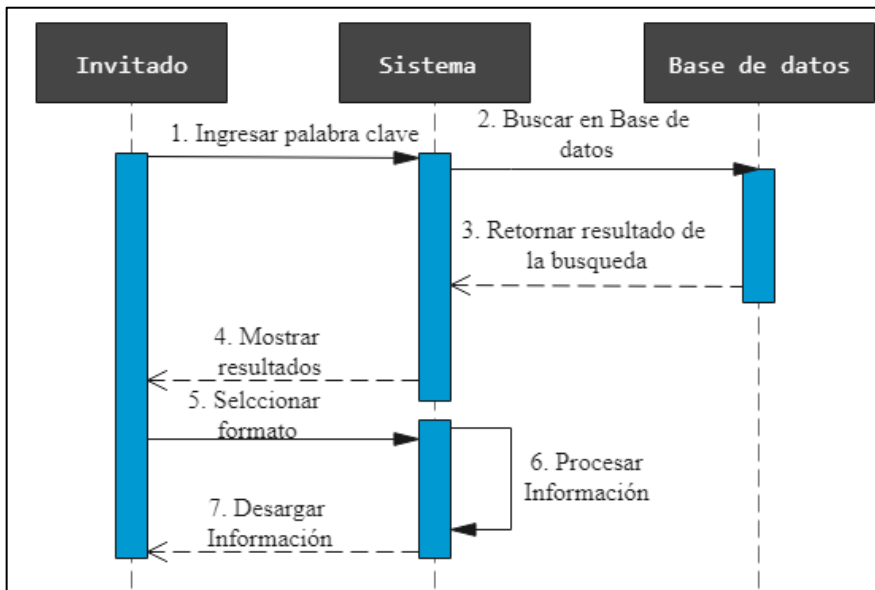 Invitado
Sistema
Base de datos
1. Ingresar palabra clave
2. Buscar en Base de
datos
3. Retornar resultado de
la busqueda
4. Mostrar
resultados
5. Selccionar
formato
6. Procesar
Información
7. Desargar
Información